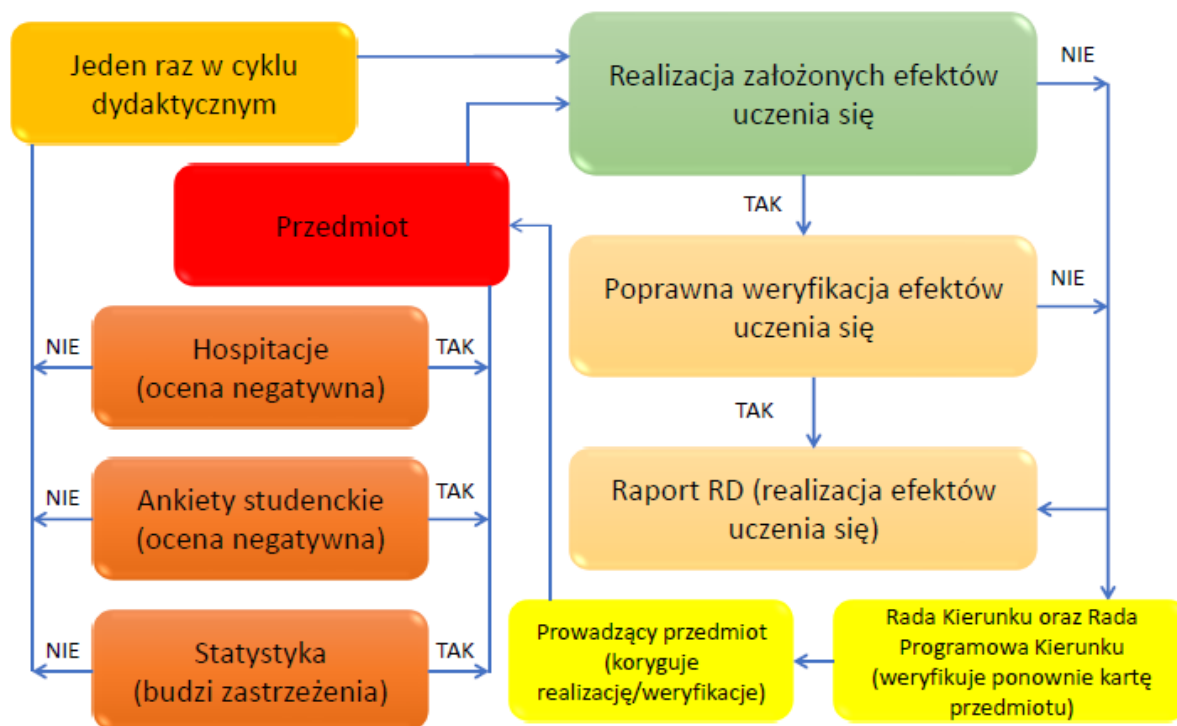 Jeden raz w cyklu
dydaktycznym
Realizacja założonych efektów
uczenia się
NIE
TAK
Przedmiot
Poprawna weryfikacja efektów
uczenia się
NIE
TAK
NIE
Hospitacje
(ocena negatywna)
TAK
NIE
Ankiety studenckie
(ocena negatywna)
TAK
Raport RD (realizacja efektów
uczenia się)
NIE
Statystyka
(budzi zastrzeżenia)
TAK
Prowadzący przedmiot
(koryguje
realizację/weryfikacje)
Rada Kierunku oraz Rada
Programowa Kierunku
(weryfikuje ponownie kartę
przedmiotu)